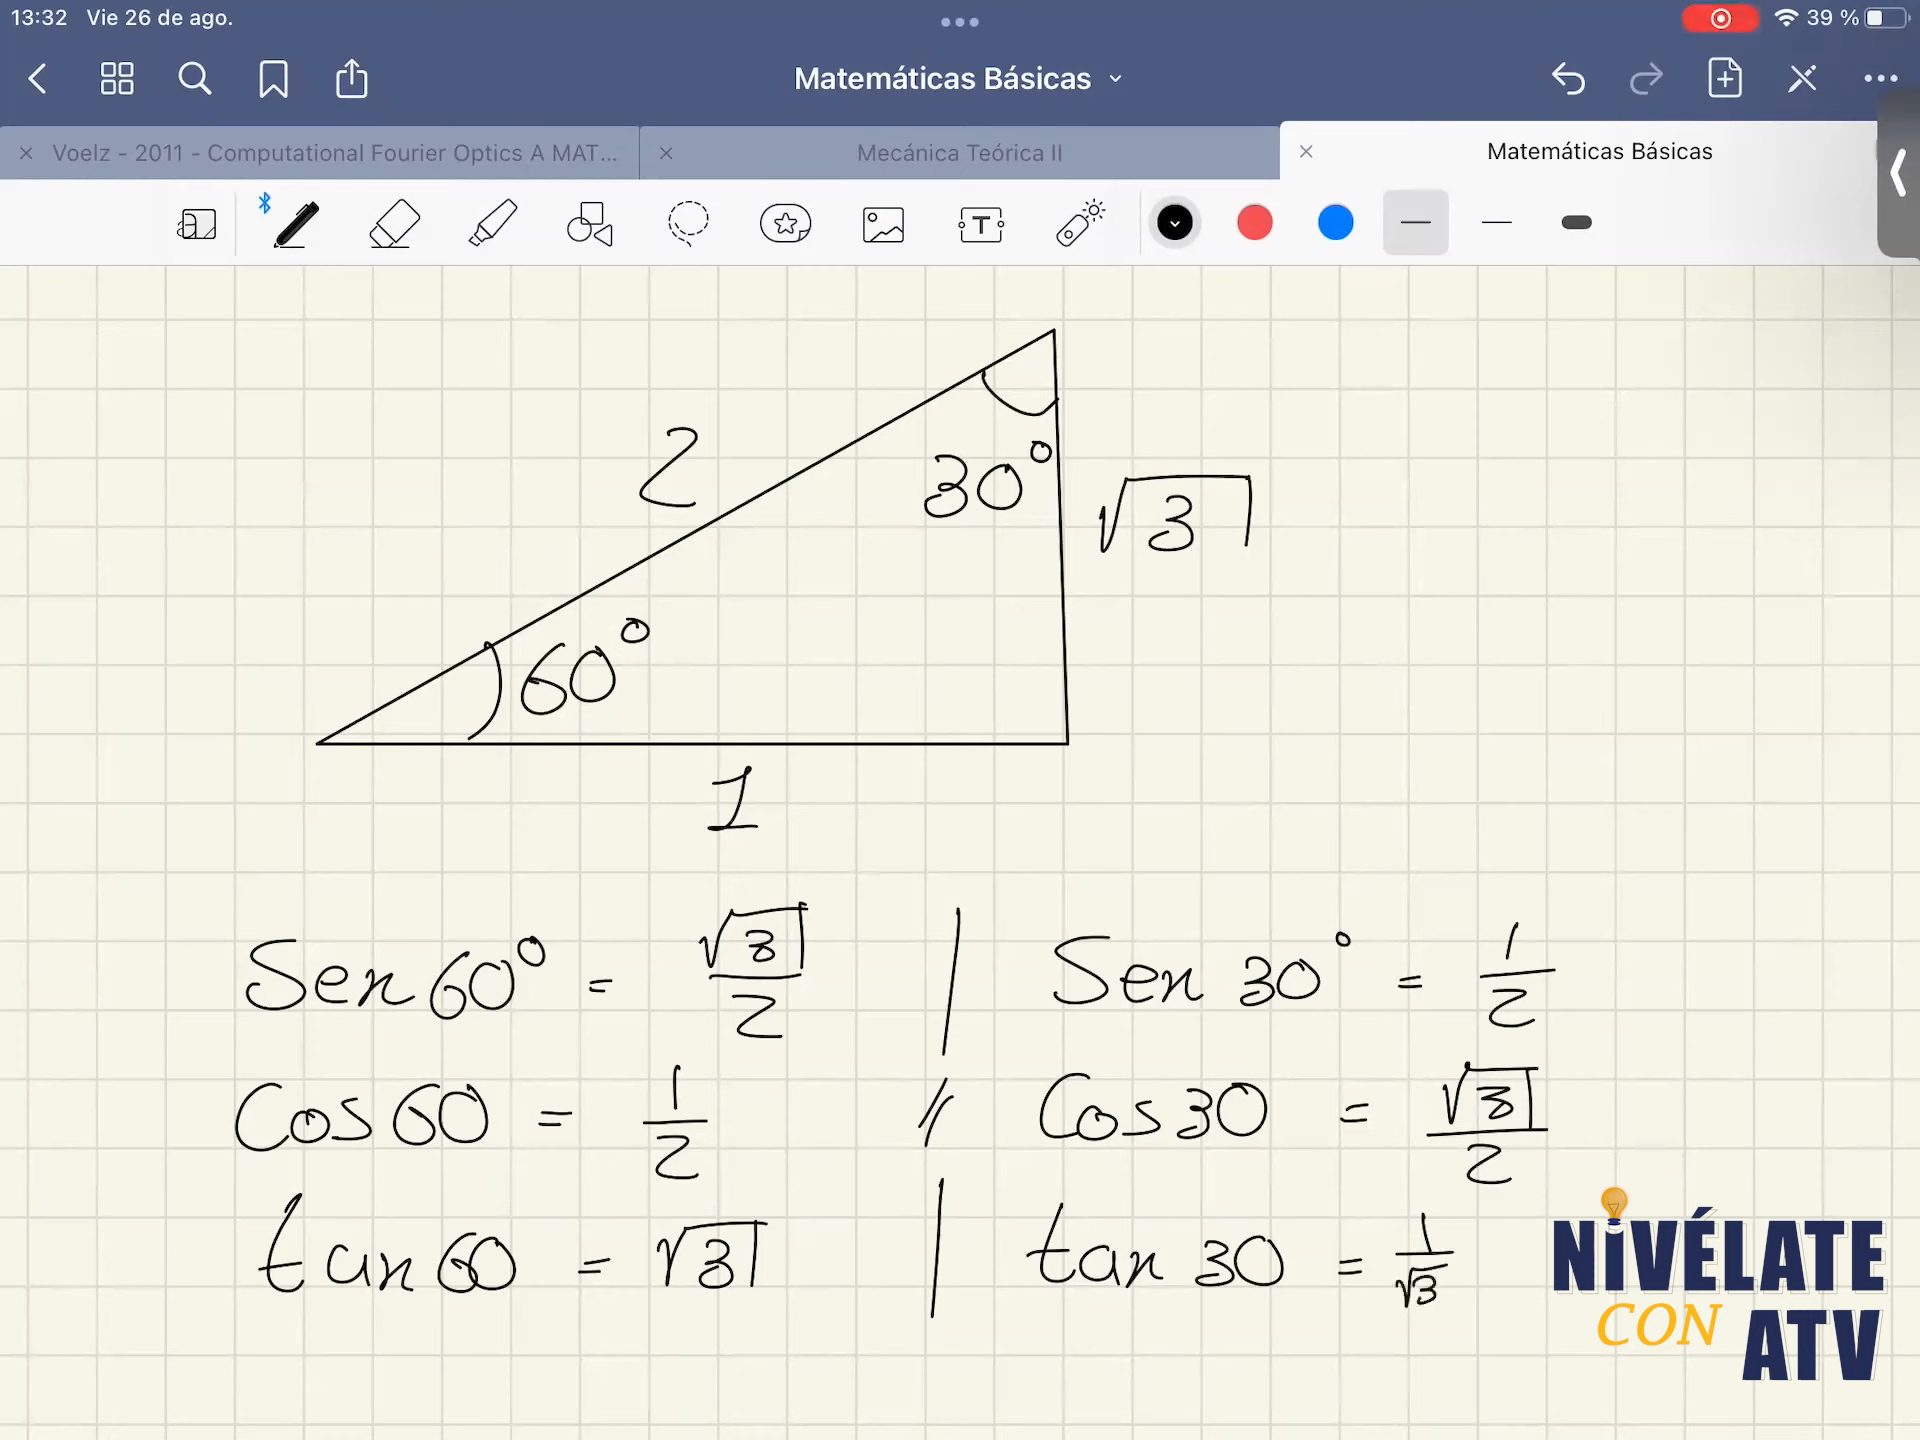 13:32 Vie 26 de ago.
39 %
Matemáticas Básicas
Voelz - 2011 - Computational Fourier Optics A MAT...
Mecánica Teórica II
Matemáticas Básicas
T
2
30°
√3
60°
1
Sen 60° = √3/2 | Sen 30° = 1/2
Cos 60 = 1/2 // Cos 30 = √3/2
tan 60 = √3 | tan 30 = 1/√3
NIVÉLATE
CON
ATV